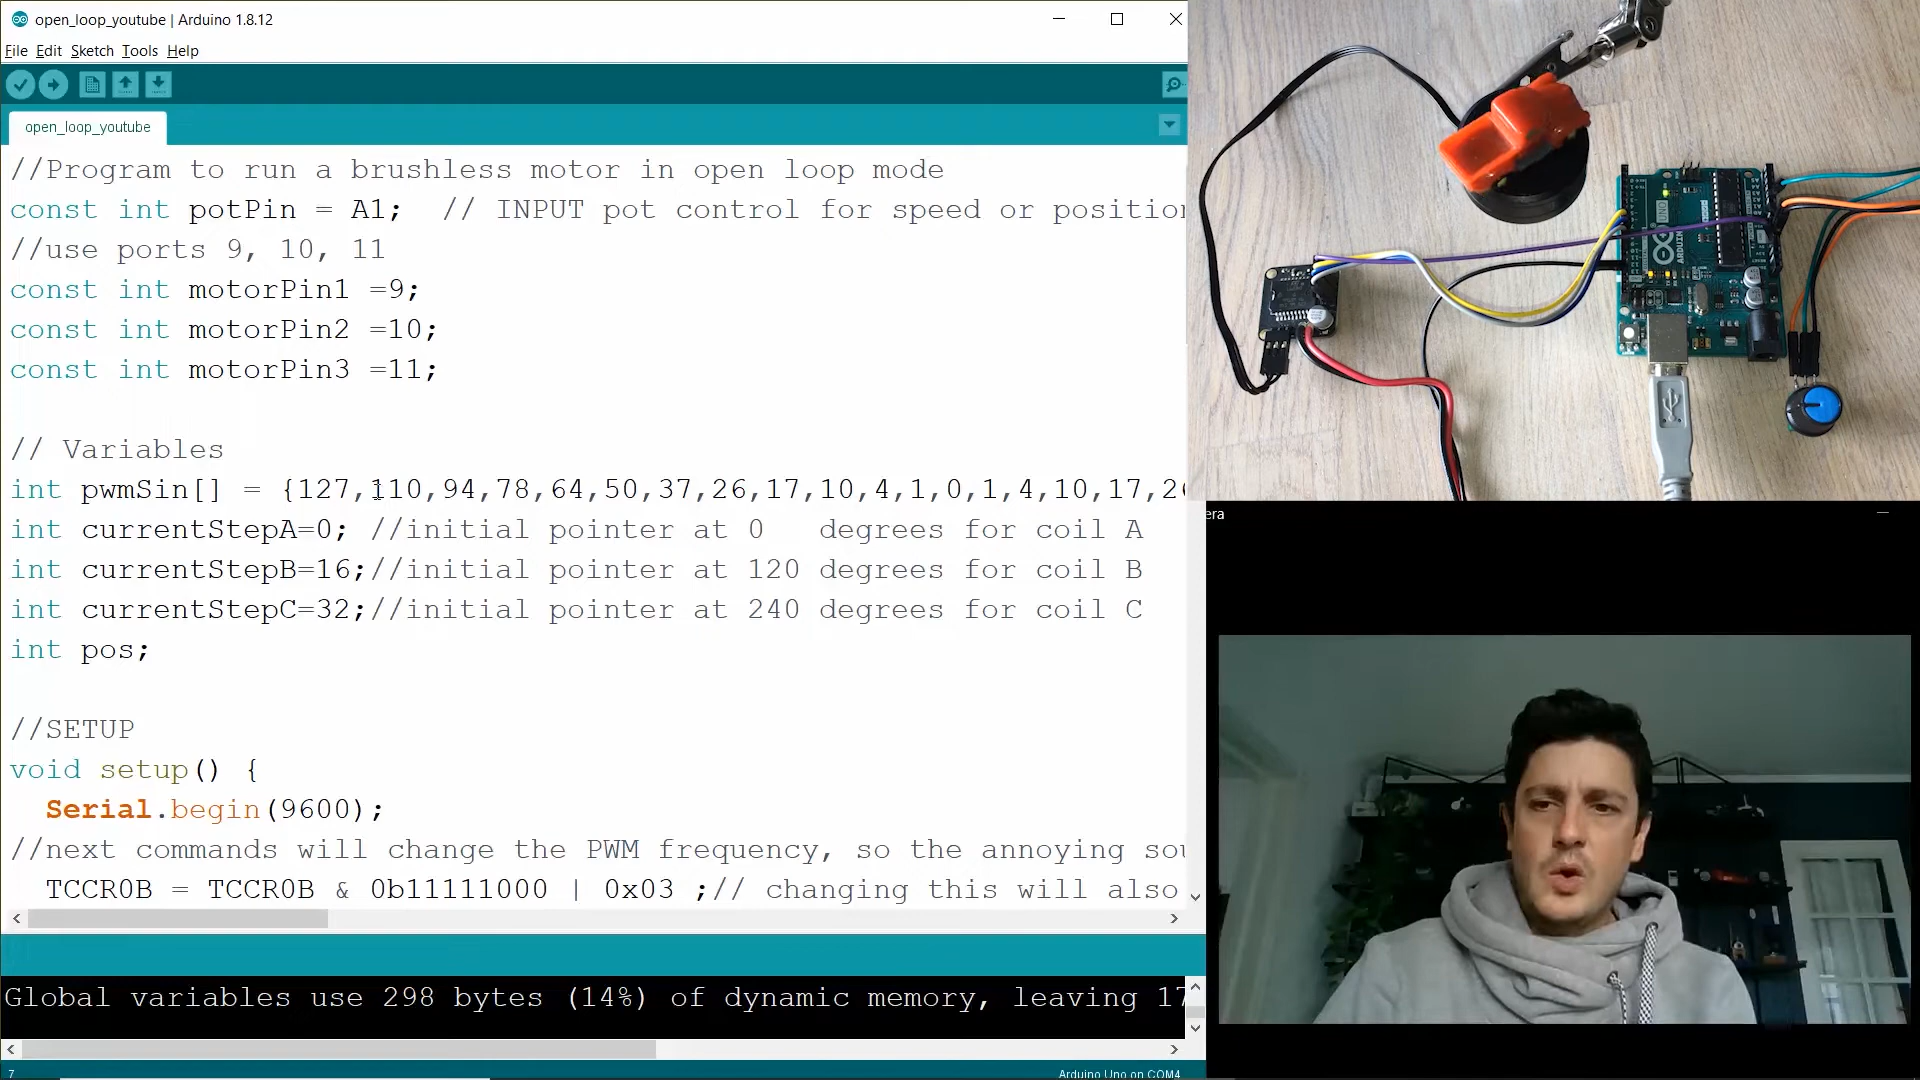 open_loop_youtube | Arduino 1.8.12
File Edit Sketch Tools Help
open_loop_youtube
//Program to run a brushless motor in open loop mode
const int potPin = A1;  // INPUT pot control for speed or position
//use ports 9, 10, 11
const int motorPin1 =9;
const int motorPin2 =10;
const int motorPin3 =11;
// Variables
int pwmSin[] = {127,110,94,78,64,50,37,26,17,10,4,1,0,1,4,10,17,26
int currentStepA=0; //initial pointer at 0   degrees for coil A
int currentStepB=16;//initial pointer at 120 degrees for coil B
int currentStepC=32;//initial pointer at 240 degrees for coil C
int pos;
//SETUP
void setup() {
Serial.begin(9600);
//next commands will change the PWM frequency, so the annoying sou
TCCR0B = TCCR0B & 0b11111000 | 0x03 ;// changing this will also
Global variables use 298 bytes (14%) of dynamic memory, leaving 17
7
Arduino Uno on COM4
era
UNO
ARDUINO